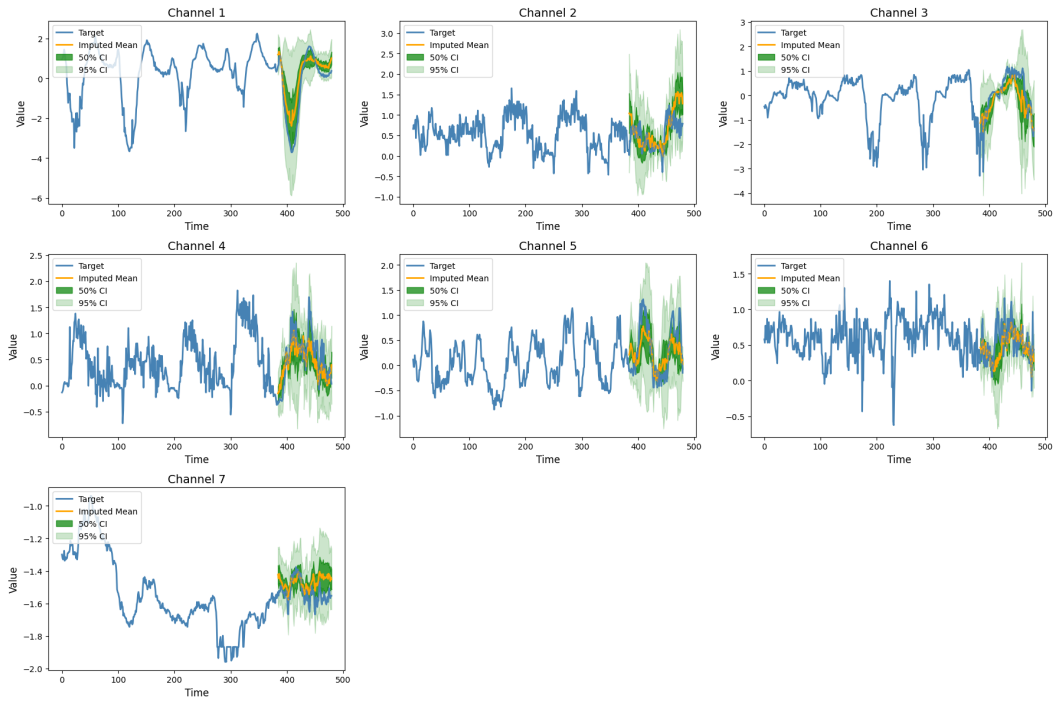 Channel 1
Target
Imputed Mean
50% CI
95% CI
2
0
−2
−4
−6
Value
0 100 200 300 400 500
Time
Channel 2
Target
Imputed Mean
50% CI
95% CI
3.0
2.5
2.0
1.5
1.0
0.5
0.0
−0.5
−1.0
Value
0 100 200 300 400 500
Time
Channel 3
Target
Imputed Mean
50% CI
95% CI
3
2
1
0
−1
−2
−3
−4
Value
0 100 200 300 400 500
Time
Channel 4
Target
Imputed Mean
50% CI
95% CI
2.5
2.0
1.5
1.0
0.5
0.0
−0.5
Value
0 100 200 300 400 500
Time
Channel 5
Target
Imputed Mean
50% CI
95% CI
2.0
1.5
1.0
0.5
0.0
−0.5
−1.0
Value
0 100 200 300 400 500
Time
Channel 6
Target
Imputed Mean
50% CI
95% CI
1.5
1.0
0.5
0.0
−0.5
Value
0 100 200 300 400 500
Time
Channel 7
Target
Imputed Mean
50% CI
95% CI
−1.0
−1.2
−1.4
−1.6
−1.8
−2.0
Value
0 100 200 300 400 500
Time